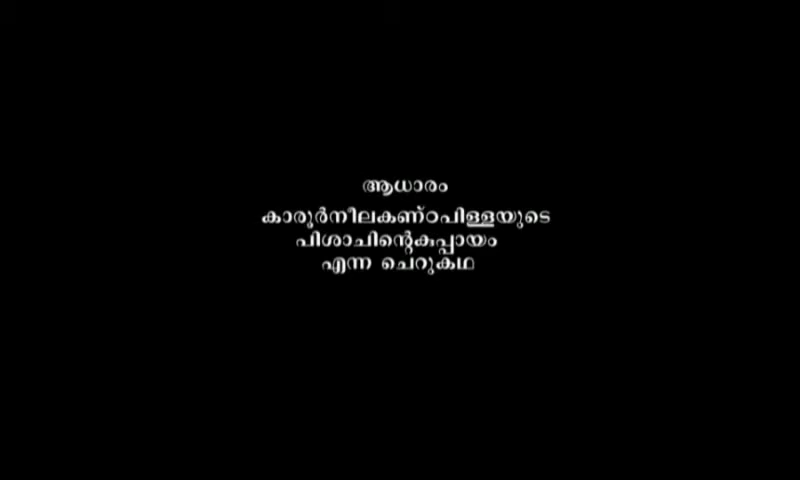 ആധാരം
കാരൂർനീലകണ്ഠപിള്ളയുടെ
പിശാചിന്റെകുപ്പായം
എന്ന ചെറുകഥ